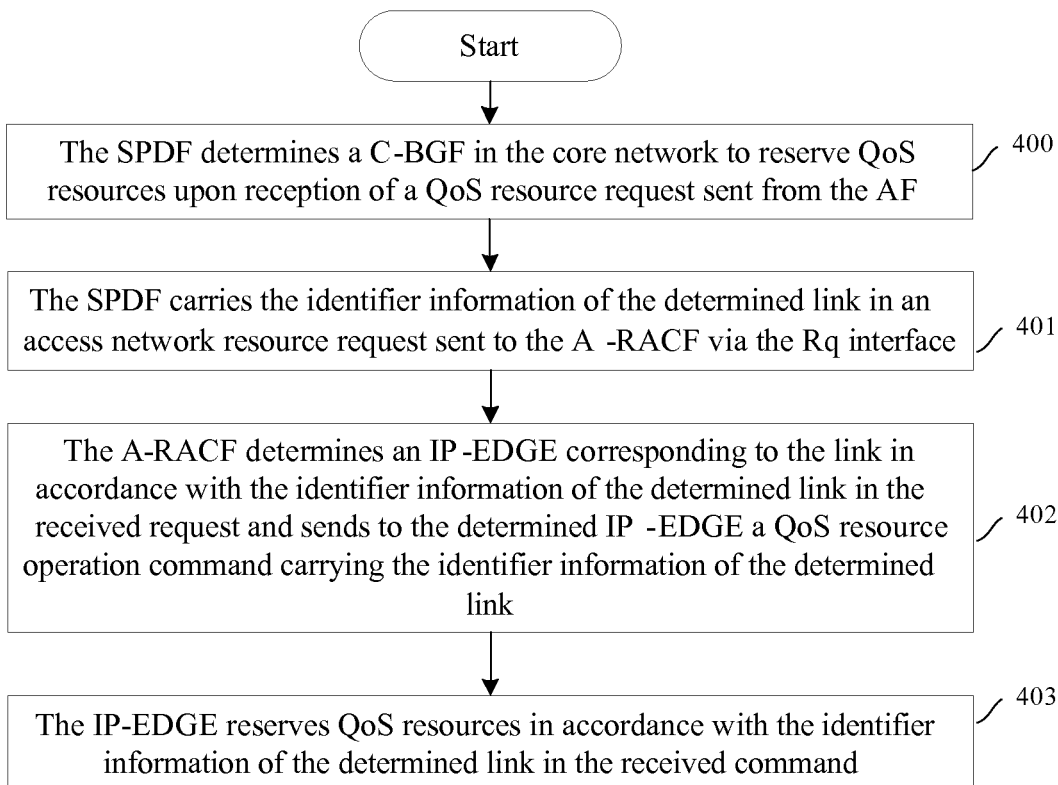 Start
The SPDF determines a C-BGF in the core network to reserve QoS
resources upon reception of a QoS resource request sent from the AF
400
The SPDF carries the identifier information of the determined link in an
access network resource request sent to the A -RACF via the Rq interface
401
The A-RACF determines an IP -EDGE corresponding to the link in
accordance with the identifier information of the determined link in the
received request and sends to the determined IP -EDGE a QoS resource
operation command carrying the identifier information of the determined
link
402
The IP-EDGE reserves QoS resources in accordance with the identifier
information of the determined link in the received command
403